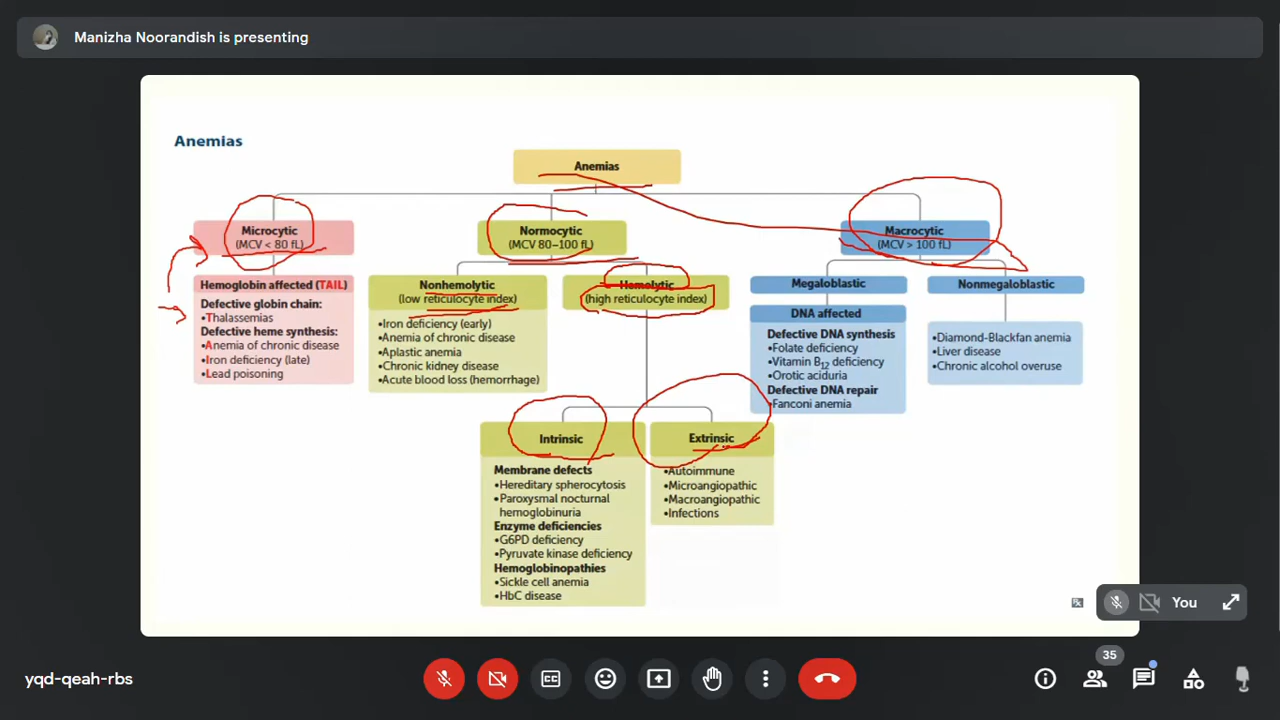 Manizha Noorandish is presenting
Anemias
Anemias
Microcytic
(MCV < 80 fL)
Normocytic
(MCV 80–100 fL)
Macrocytic
(MCV > 100 fL)
Hemoglobin affected (TAIL)
Defective globin chain:
•Thalassemias
Defective heme synthesis:
•Anemia of chronic disease
•Iron deficiency (late)
•Lead poisoning
Nonhemolytic
(low reticulocyte index)
•Iron deficiency (early)
•Anemia of chronic disease
•Aplastic anemia
•Chronic kidney disease
•Acute blood loss (hemorrhage)
Hemolytic
(high reticulocyte index)
Intrinsic
Membrane defects
•Hereditary spherocytosis
•Paroxysmal nocturnal
hemoglobinuria
Enzyme deficiencies
•G6PD deficiency
•Pyruvate kinase deficiency
Hemoglobinopathies
•Sickle cell anemia
•HbC disease
Extrinsic
•Autoimmune
•Microangiopathic
•Macroangiopathic
•Infections
Megaloblastic
DNA affected
Defective DNA synthesis
•Folate deficiency
•Vitamin B12 deficiency
•Orotic aciduria
Defective DNA repair
•Fanconi anemia
Nonmegaloblastic
•Diamond-Blackfan anemia
•Liver disease
•Chronic alcohol overuse
You
yqd-qeah-rbs
CC
35